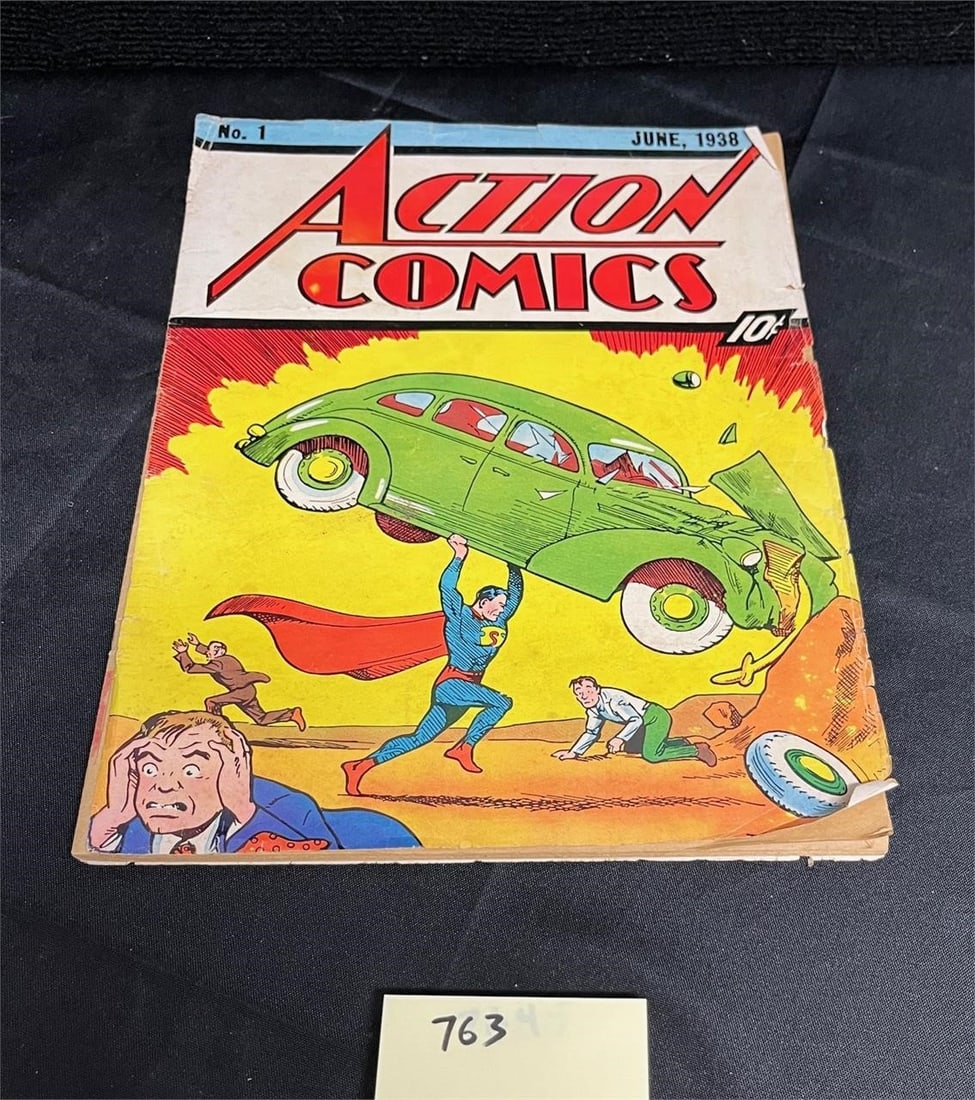 No. 1
JUNE, 1938
ACTION
COMICS
10¢
S
763